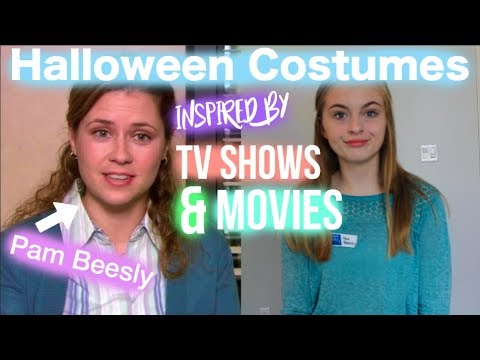 Halloween Costumes
INSPIRED BY
TV SHOWS
& MOVIES
Pam Beesly